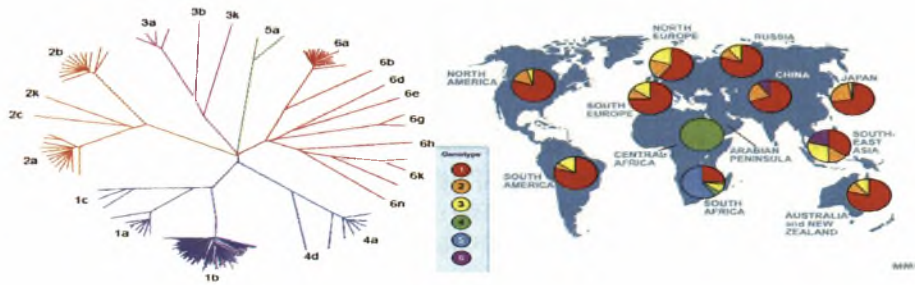 3b
3k
3a
5a
6a
2b
6b
6d
2k
6e
2c
6g
6h
2a
6k
1c
6n
1a
4a
4d
1b
NORTH
EUROPE
RUSSIA
NORTH
AMERICA
CHINA
JAPAN
SOUTH
EUROPE
SOUTH-
EAST
ASIA
CENTRAL
AFRICA
ARABIAN
PENINSULA
SOUTH
AMERICA
SOUTH
AFRICA
AUSTRALIA
and NEW
ZEALAND
Genotype
1
2
3
4
5
6